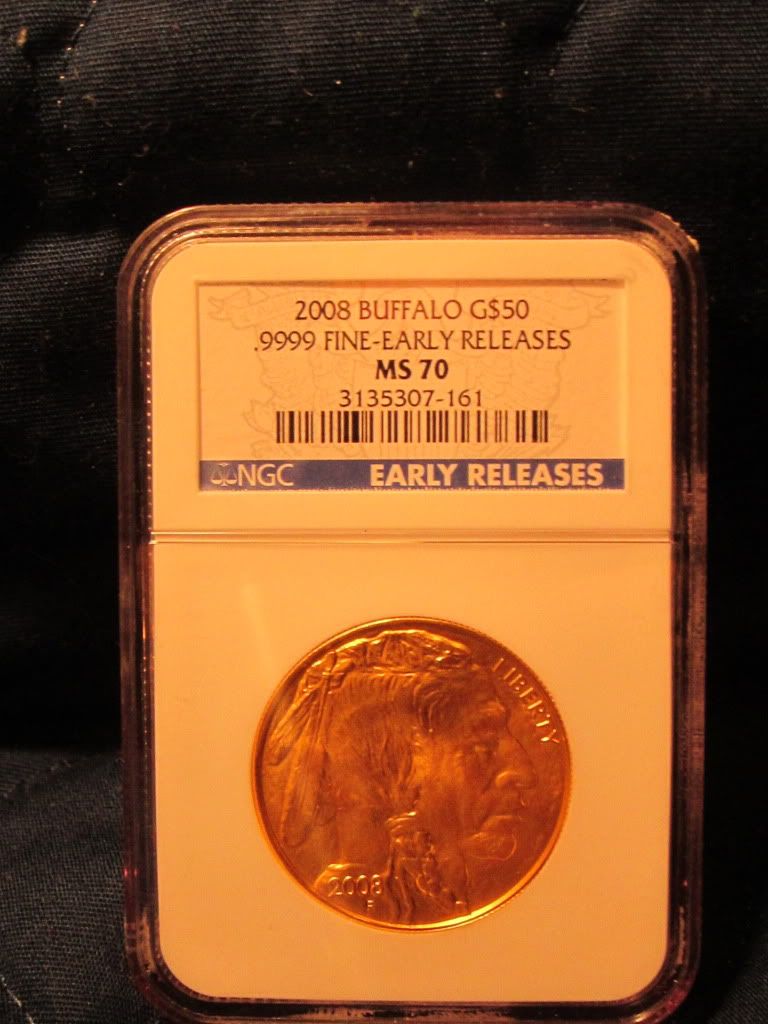 2008 BUFFALO G$50
.9999 FINE-EARLY RELEASES
MS 70
3135307-161
NGC EARLY RELEASES
LIBERTY
2008
F